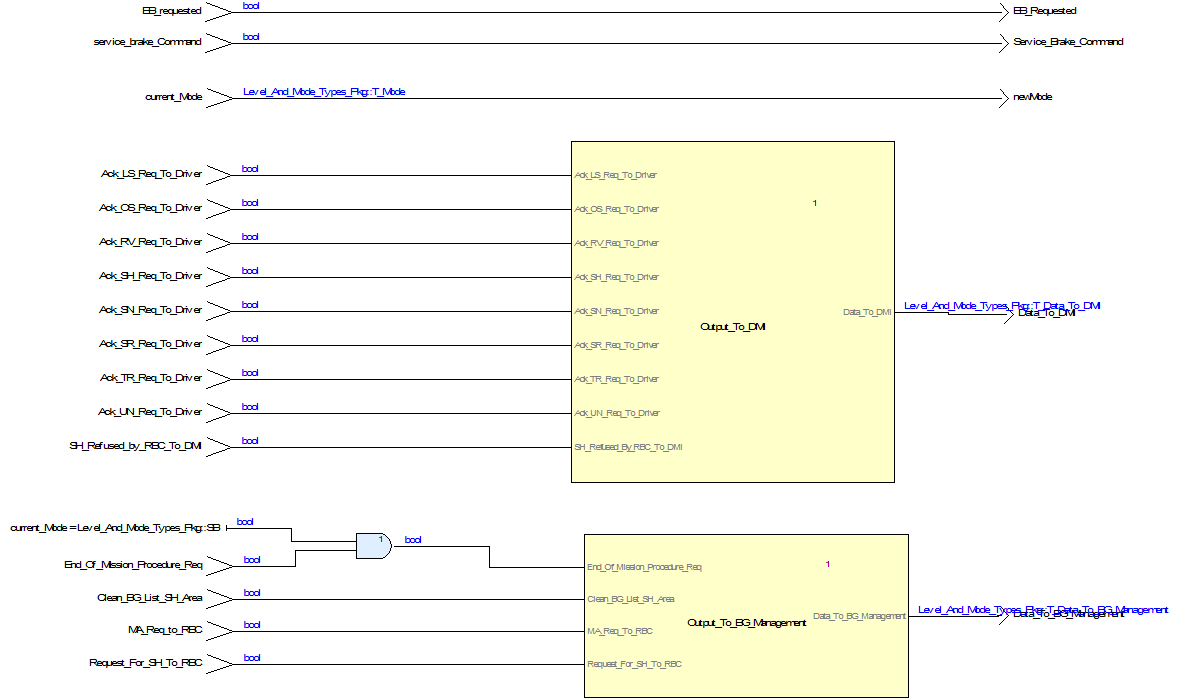 EB_requested bool EB_Requested
service_brake_Command bool Service_Brake_Command
current_Mode Level_And_Mode_Types_Pkg::T_Mode newMode
Ack_LS_Req_To_Driver bool Ack_LS_Req_To_Driver
Ack_OS_Req_To_Driver bool Ack_OS_Req_To_Driver 1
Ack_RV_Req_To_Driver bool Ack_RV_Req_To_Driver
Ack_SH_Req_To_Driver bool Ack_SH_Req_To_Driver
Ack_SN_Req_To_Driver bool Ack_SN_Req_To_Driver Data_To_DMI Level_And_Mode_Types_Pkg::T_Data_To_DMI Data_To_DMI
Output_To_DMI
Ack_SR_Req_To_Driver bool Ack_SR_Req_To_Driver
Ack_TR_Req_To_Driver bool Ack_TR_Req_To_Driver
Ack_UN_Req_To_Driver bool Ack_UN_Req_To_Driver
SH_Refused_by_RBC_To_DMI bool SH_Refused_By_RBC_To_DMI
current_Mode = Level_And_Mode_Types_Pkg::SB bool
1 bool
End_Of_Mission_Procedure_Req bool End_Of_Mission_Procedure_Req 1
Clean_BG_List_SH_Area bool Clean_BG_List_SH_Area
Output_To_BG_Management Data_To_BG_Management Level_And_Mode_Types_Pkg::T_Data_To_BG_Management Data_To_BG_Management
MA_Req_to_RBC bool MA_Req_To_RBC
Request_For_SH_To_RBC bool Request_For_SH_To_RBC